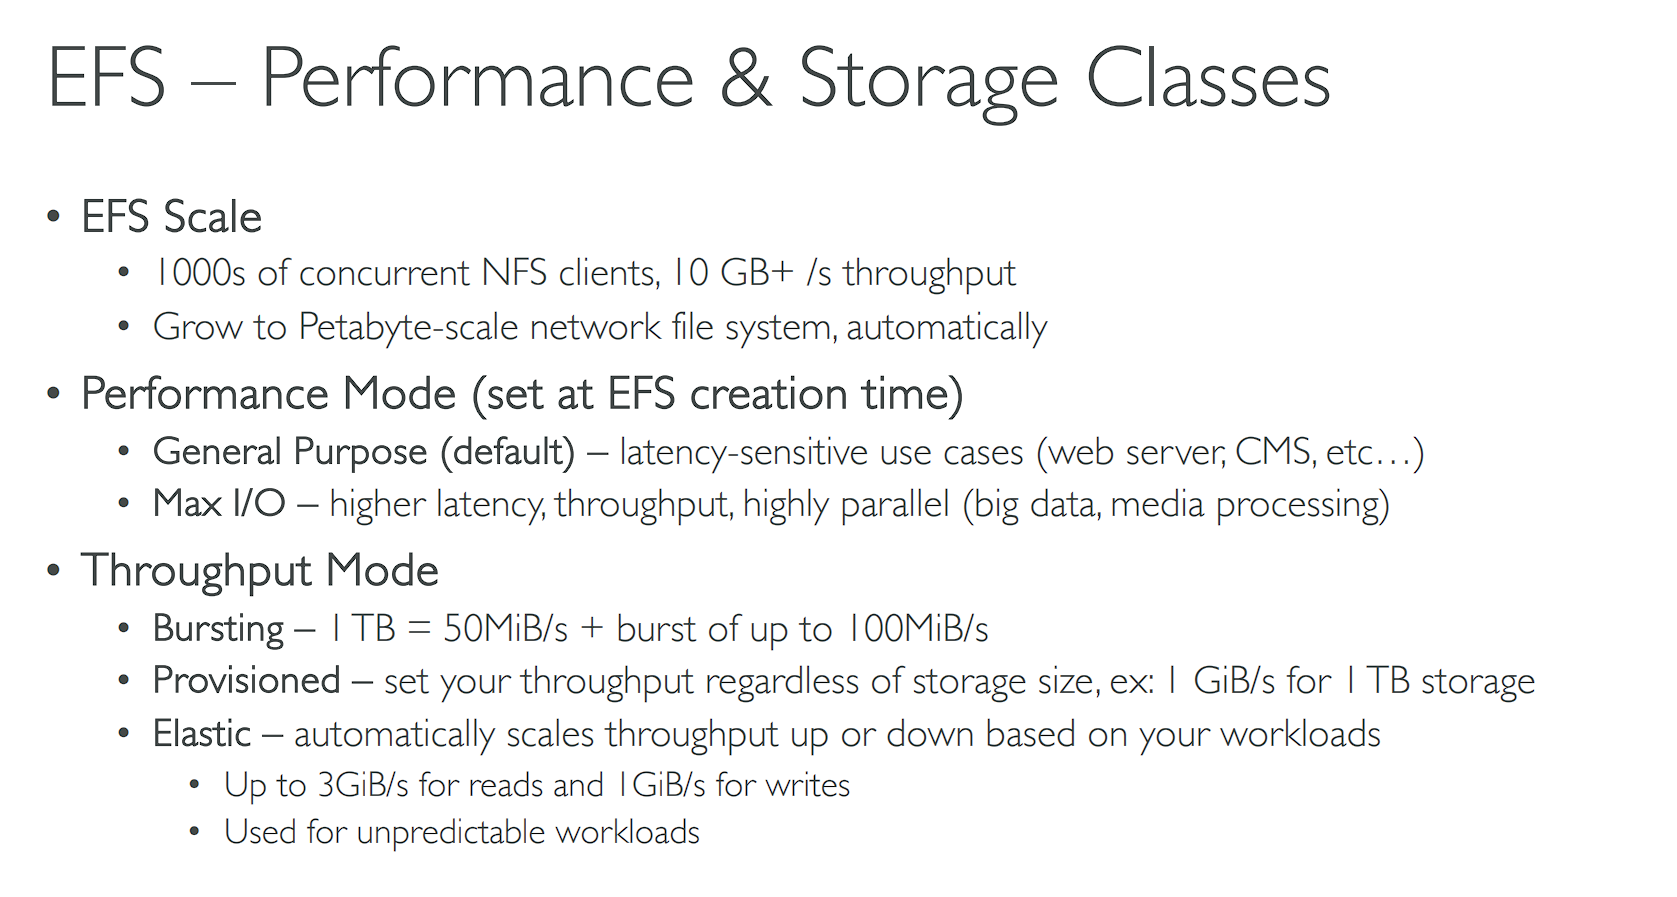 EFS – Performance & Storage Classes
• EFS Scale
• 1000s of concurrent NFS clients, 10 GB+ /s throughput
• Grow to Petabyte-scale network file system, automatically
• Performance Mode (set at EFS creation time)
• General Purpose (default) – latency-sensitive use cases (web server, CMS, etc…)
• Max I/O – higher latency, throughput, highly parallel (big data, media processing)
• Throughput Mode
• Bursting – 1 TB = 50MiB/s + burst of up to 100MiB/s
• Provisioned – set your throughput regardless of storage size, ex: 1 GiB/s for 1 TB storage
• Elastic – automatically scales throughput up or down based on your workloads
• Up to 3GiB/s for reads and 1GiB/s for writes
• Used for unpredictable workloads